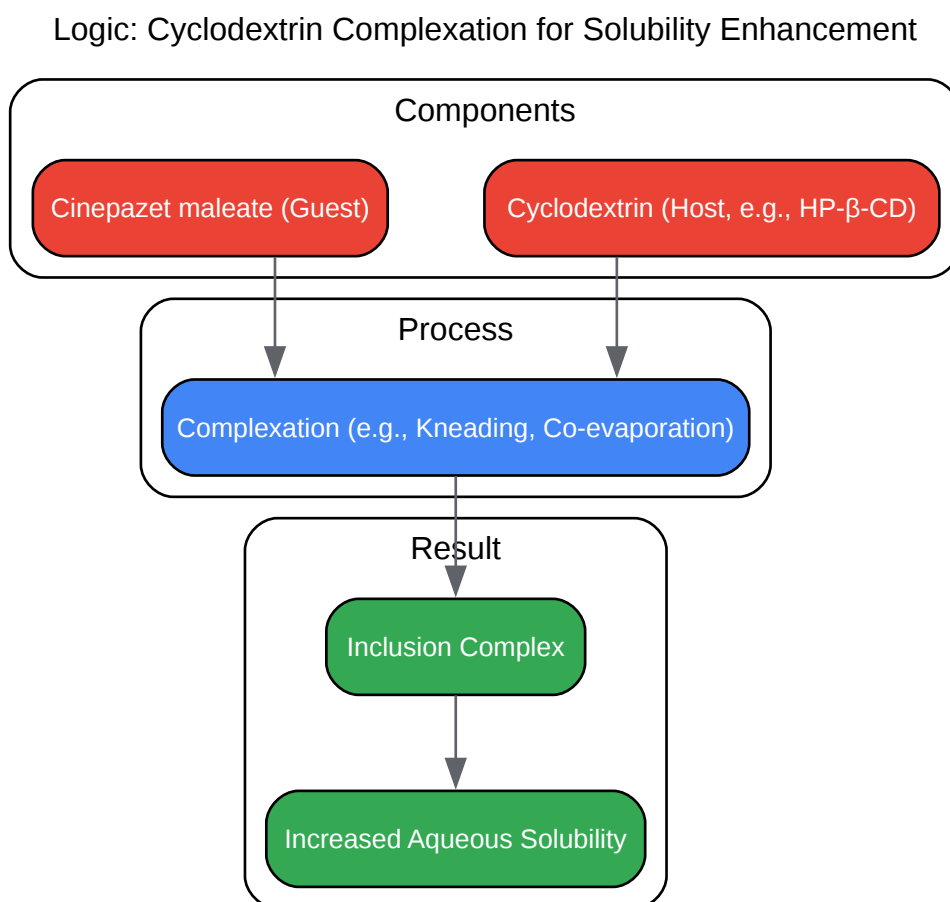 Logic: Cyclodextrin Complexation for Solubility Enhancement
Components
Cinepazet maleate (Guest)
Cyclodextrin (Host, e.g., HP-β-CD)
Process
Complexation (e.g., Kneading, Co-evaporation)
Result
Inclusion Complex
Increased Aqueous Solubility